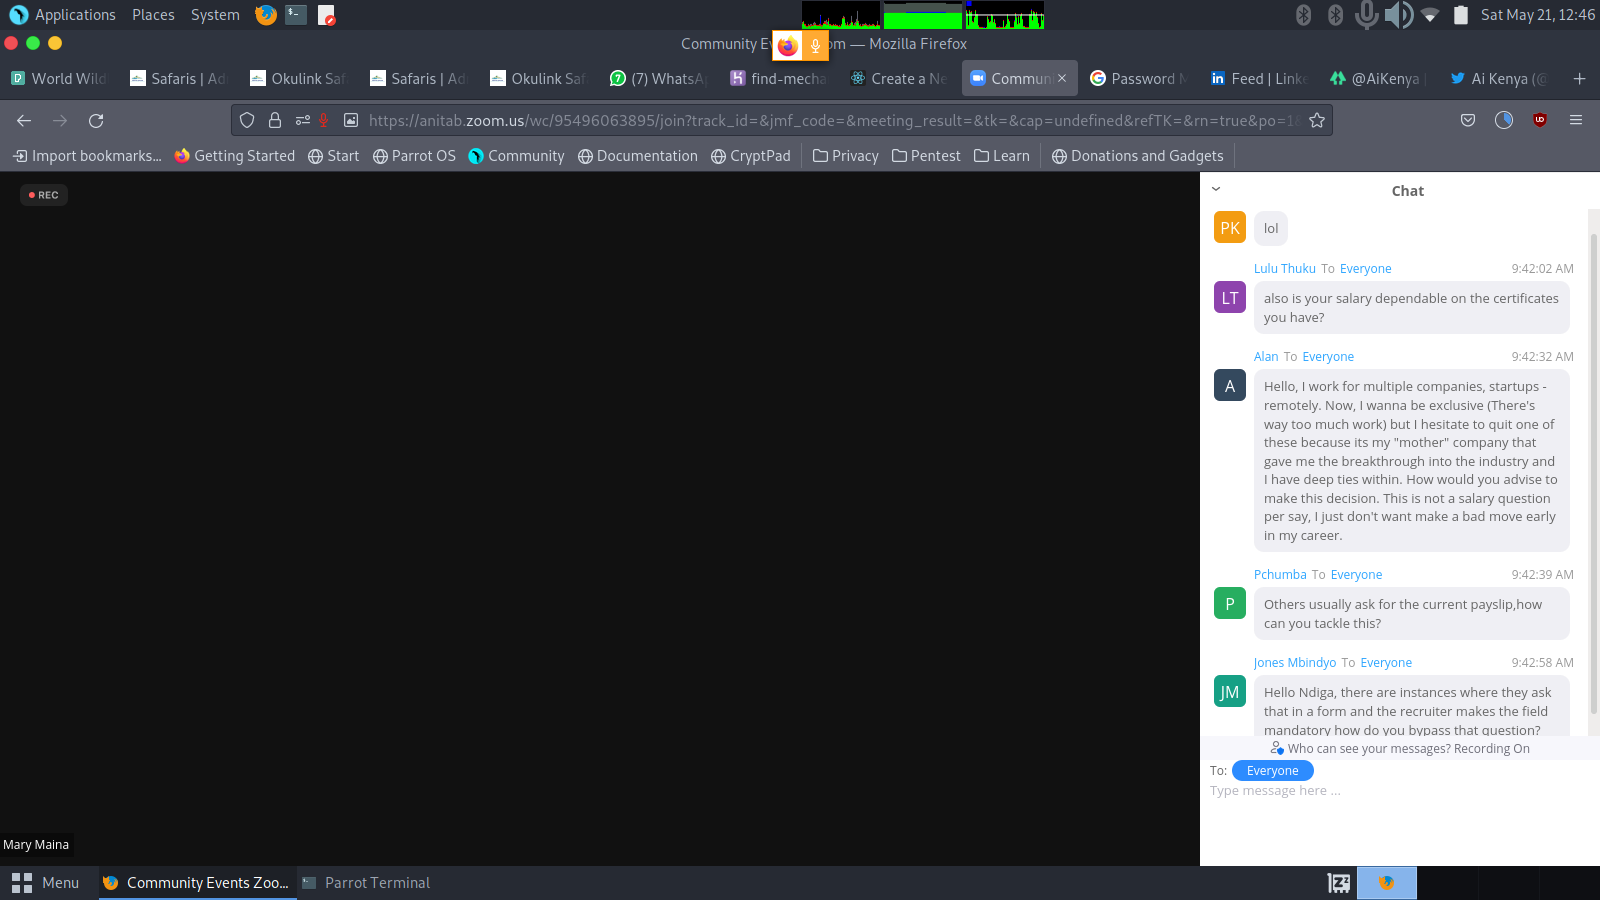 Applications Places System
Sat May 21, 12:46
Community Ev om — Mozilla Firefox
World Wild
Safaris | Ad
Okulink Saf
Safaris | Ad
Okulink Saf
(7) WhatsA
find-mecha
Create a Ne
Communi
Password M
Feed | Linke
@AiKenya |
Ai Kenya (@
https://anitab.zoom.us/wc/95496063895/join?track_id=&jmf_code=&meeting_result=&tk=&cap=undefined&refTK=&rn=true&po=1
Import bookmarks... Getting Started Start Parrot OS Community Documentation CryptPad Privacy Pentest Learn Donations and Gadgets
REC
Chat
PK
lol
Lulu Thuku To Everyone 9:42:02 AM
LT
also is your salary dependable on the certificates
you have?
Alan To Everyone 9:42:32 AM
A
Hello, I work for multiple companies, startups -
remotely. Now, I wanna be exclusive (There's
way too much work) but I hesitate to quit one of
these because its my "mother" company that
gave me the breakthrough into the industry and
I have deep ties within. How would you advise to
make this decision. This is not a salary question
per say, I just don't want make a bad move early
in my career.
Pchumba To Everyone 9:42:39 AM
P
Others usually ask for the current payslip,how
can you tackle this?
Jones Mbindyo To Everyone 9:42:58 AM
JM
Hello Ndiga, there are instances where they ask
that in a form and the recruiter makes the field
mandatory how do you bypass that question?
Who can see your messages? Recording On
To: Everyone
Type message here ...
Mary Maina
Menu Community Events Zoo... Parrot Terminal